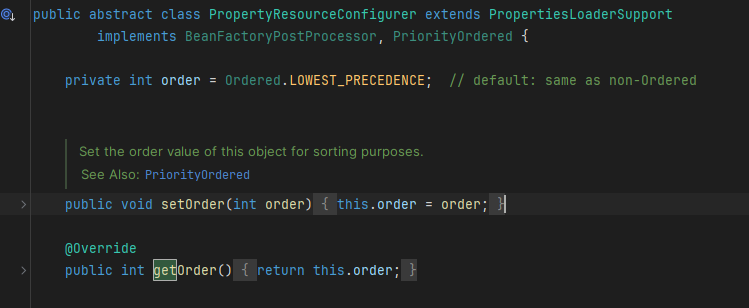 public abstract class PropertyResourceConfigurer extends PropertiesLoaderSupport
        implements BeanFactoryPostProcessor, PriorityOrdered {
    private int order = Ordered.LOWEST_PRECEDENCE;  // default: same as non-Ordered
    Set the order value of this object for sorting purposes.
    See Also: PriorityOrdered
    public void setOrder(int order) { this.order = order; }
    @Override
    public int getOrder() { return this.order; }